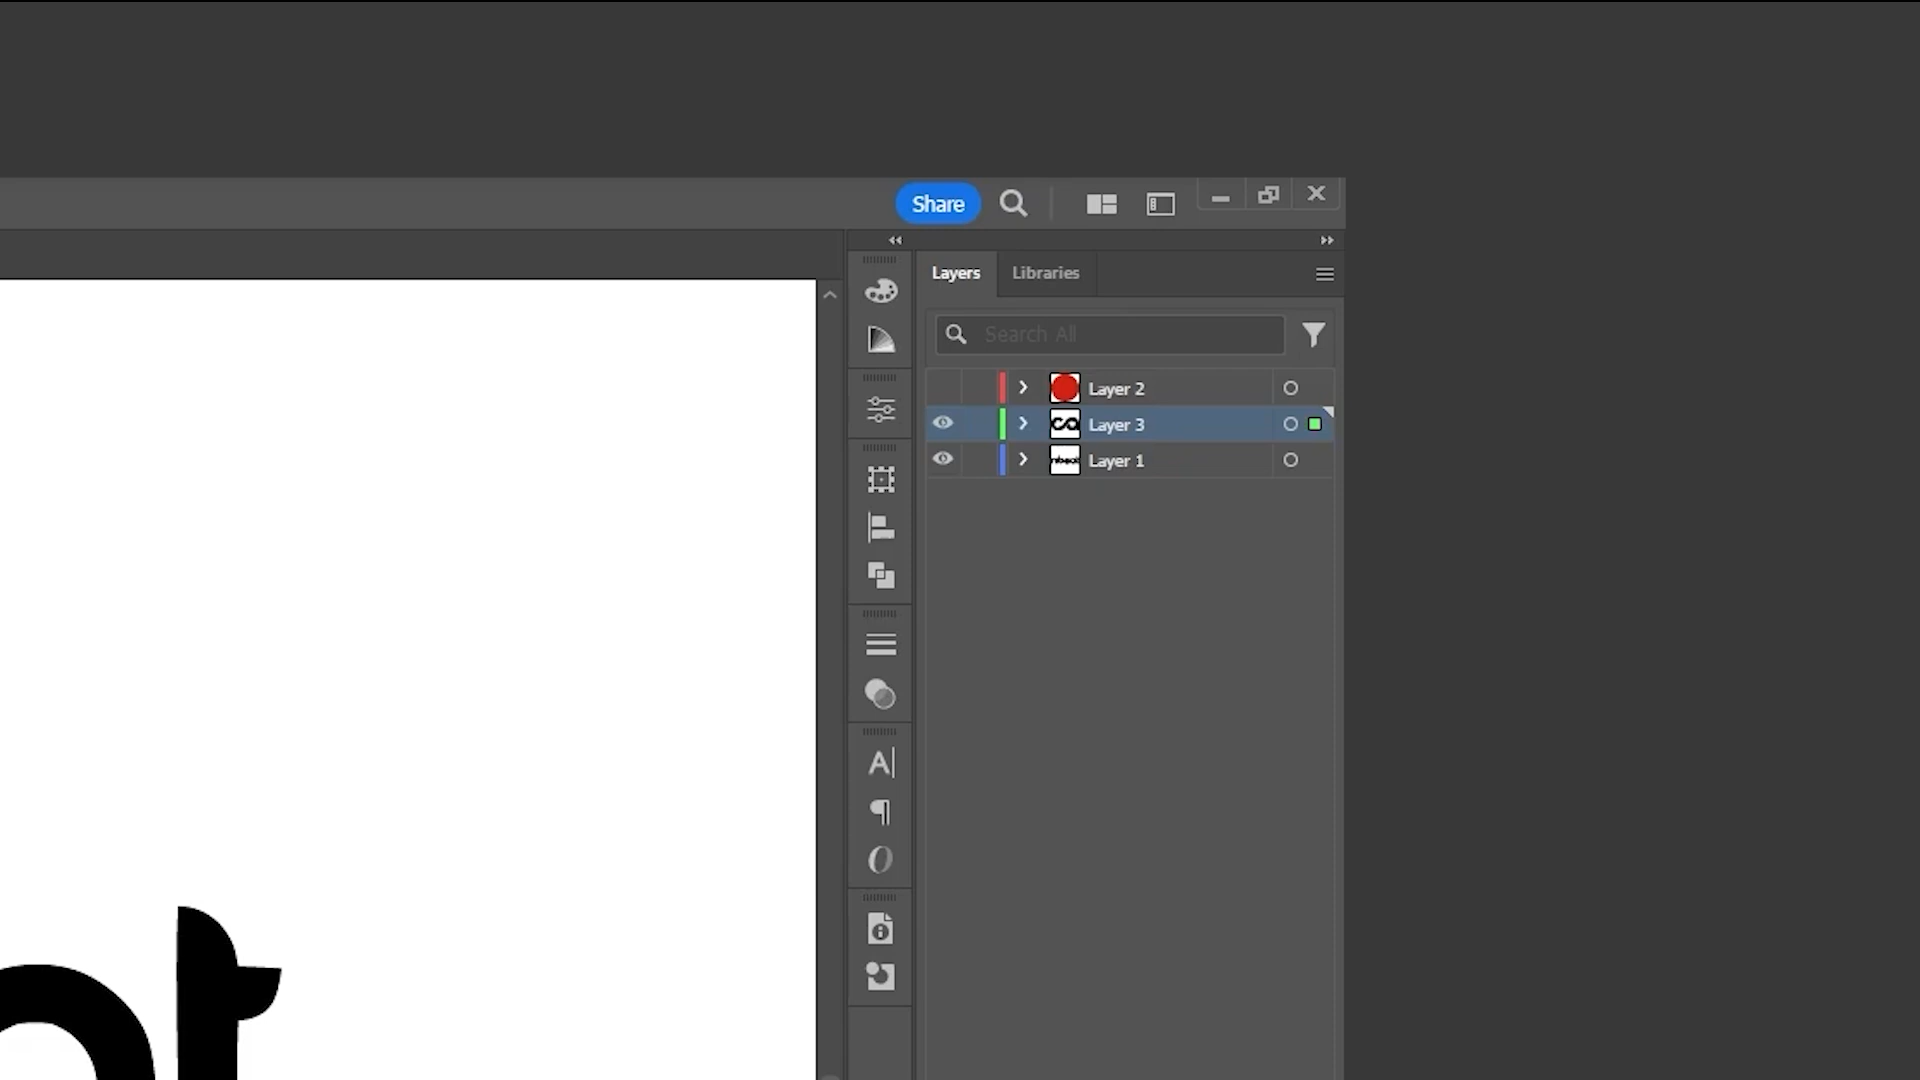 Share
Layers
Libraries
Search All
Layer 2
Layer 3
Layer 1
t